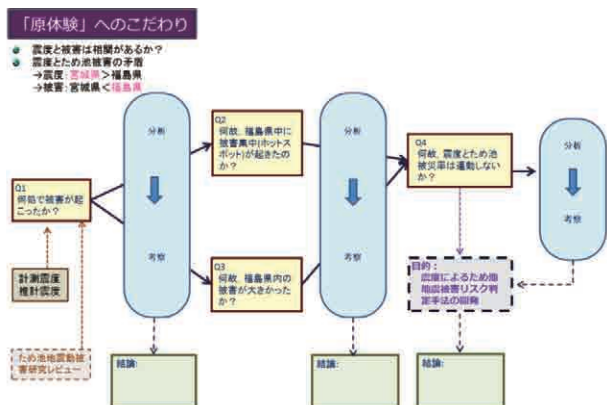 「原体験」へのこだわり
震度と被害は相関があるか？
震度とため池被害の矛盾
→震度：宮城県＞福島県
→被害：宮城県＜福島県
Q1
何処で被害が起
こったか？
計測震度
推計震度
ため池地震動被
害研究レビュー
分析
考察
結論：
Q2
何故、福島県中に
被害集中(ホットス
ポット)が起きたの
か？
Q3
何故、福島県内の
被害が大きかった
か？
分析
考察
結論：
Q4
何故、震度とため池
被災率は連動しない
か？
目的：
震度によるため池
地震被害リスク判
定手法の開発
結論：
分析
考察